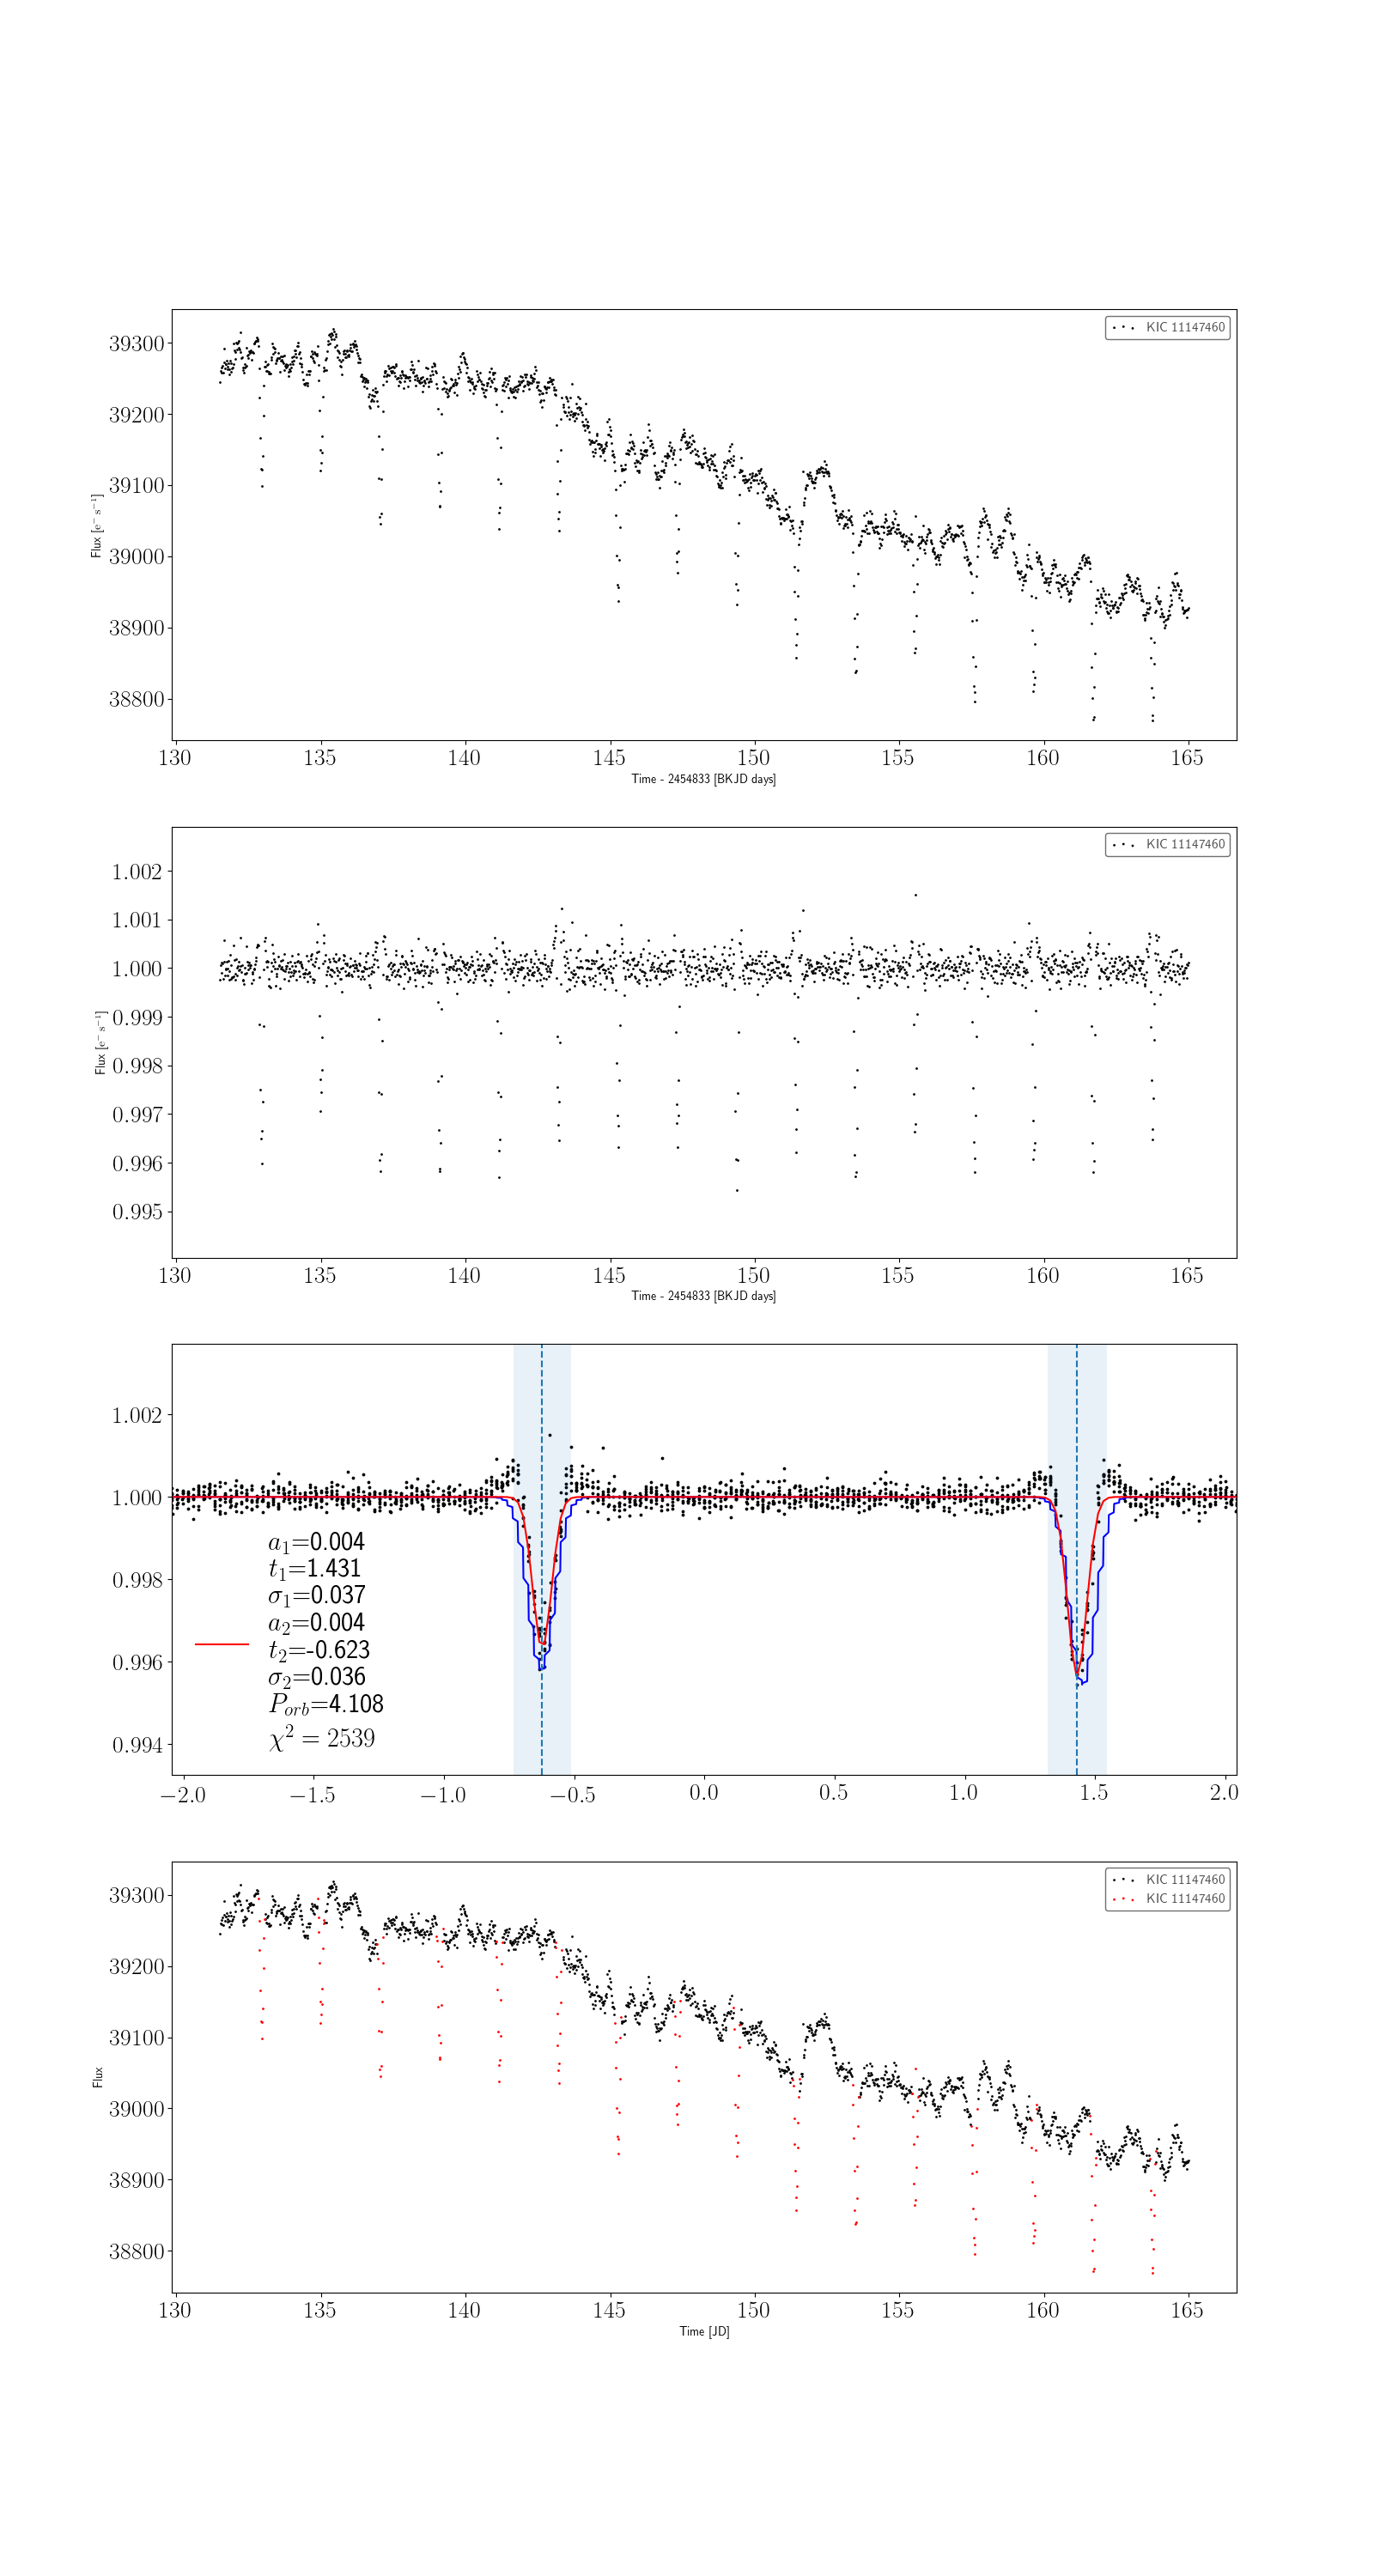 KIC 11147460
39300
39200
39100
39000
38900
38800
Flux [e⁻ s⁻¹]
130 135 140 145 150 155 160 165
Time - 2454833 [BKJD days]
KIC 11147460
1.002
1.001
1.000
0.999
0.998
0.997
0.996
0.995
Flux [e⁻ s⁻¹]
130 135 140 145 150 155 160 165
Time - 2454833 [BKJD days]
1.002
1.000
0.998
0.996
0.994
a₁=0.004
t₁=1.431
σ₁=0.037
a₂=0.004
t₂=-0.623
σ₂=0.036
P_orb=4.108
χ² = 2539
−2.0 −1.5 −1.0 −0.5 0.0 0.5 1.0 1.5 2.0
KIC 11147460
KIC 11147460
39300
39200
39100
39000
38900
38800
Flux
130 135 140 145 150 155 160 165
Time [JD]